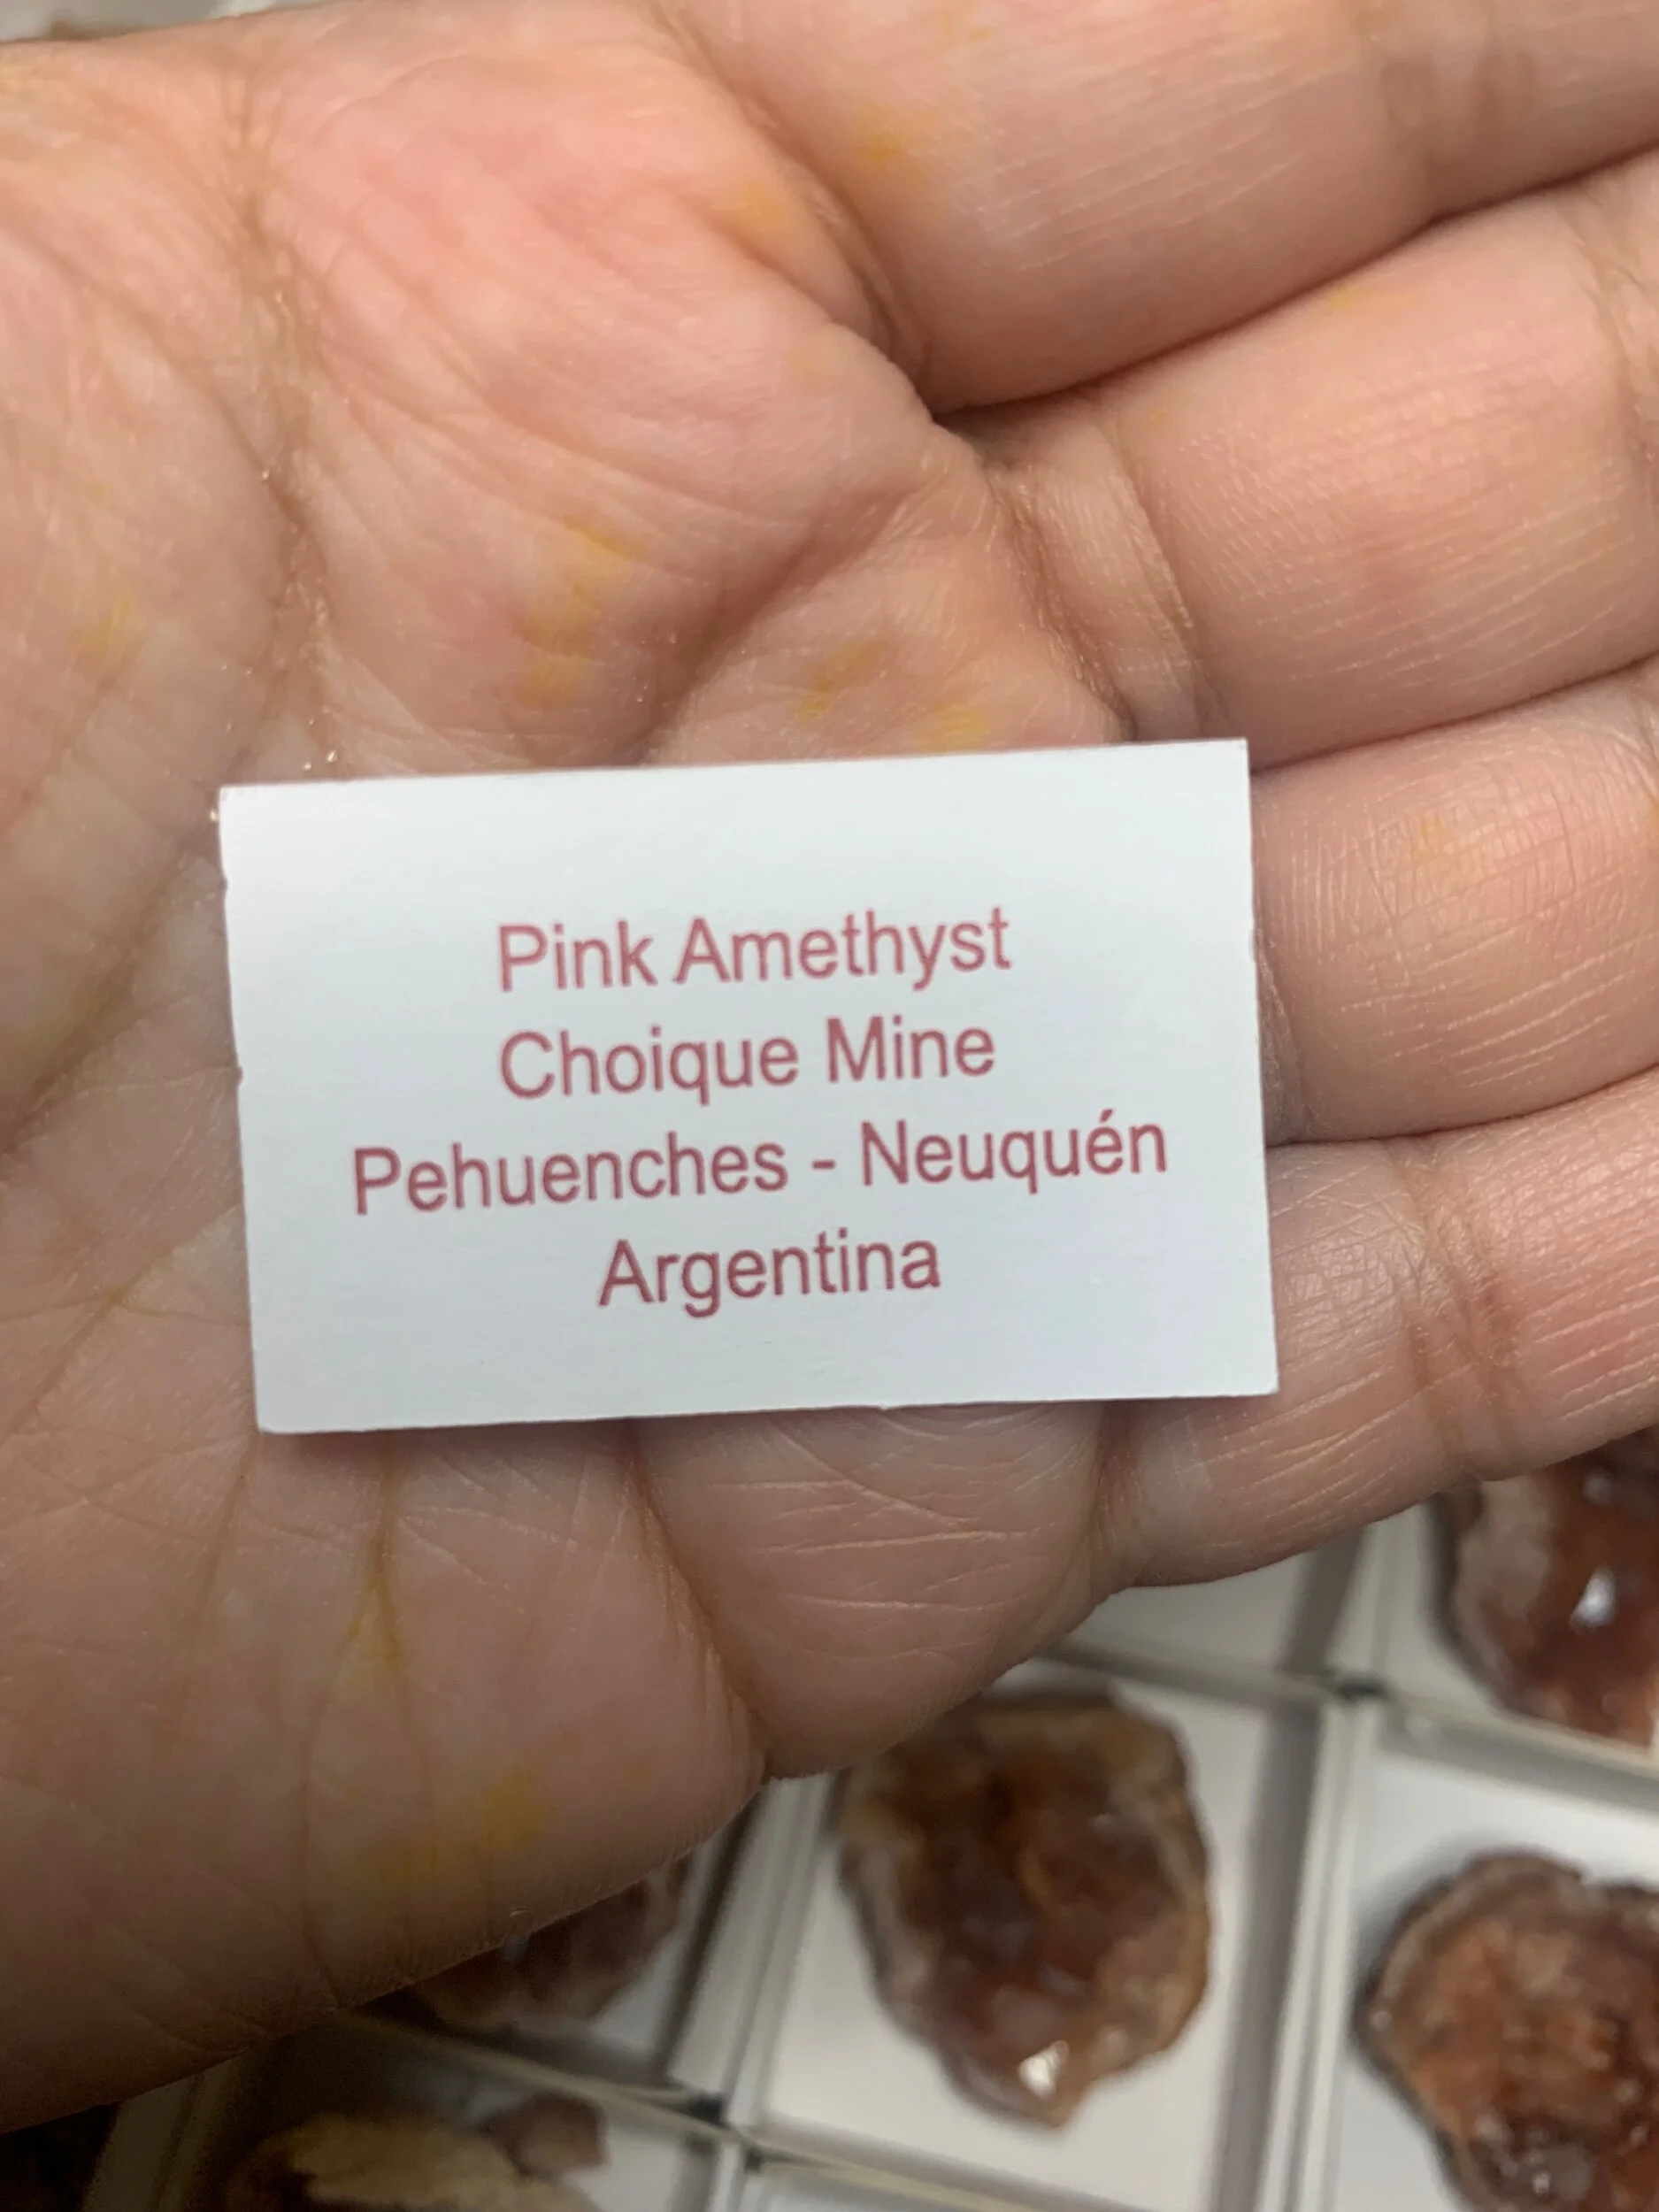 Pink Amethyst
Choique Mine
Pehuenches - Neuquén
Argentina